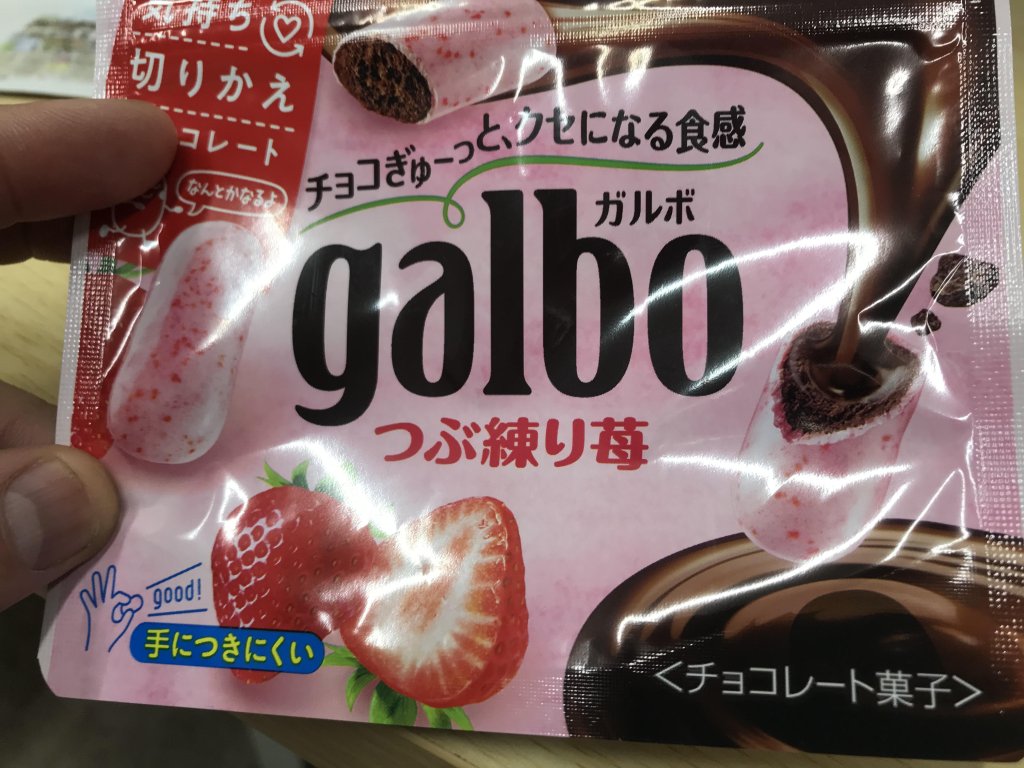 気持ち
切りかえ
コレート
なんとかなるよ
チョコぎゅーっと、クセになる食感
ガルボ
galbo
つぶ練り苺
good!
手につきにくい
<チョコレート菓子>